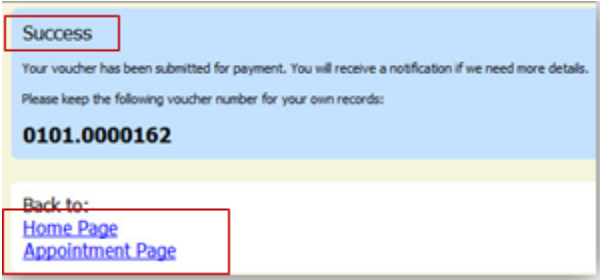 Success
Your voucher has been submitted for payment. You will receive a notification if we need more details.
Please keep the following voucher number for your own records:
0101.0000162
Back to:
Home Page
Appointment Page